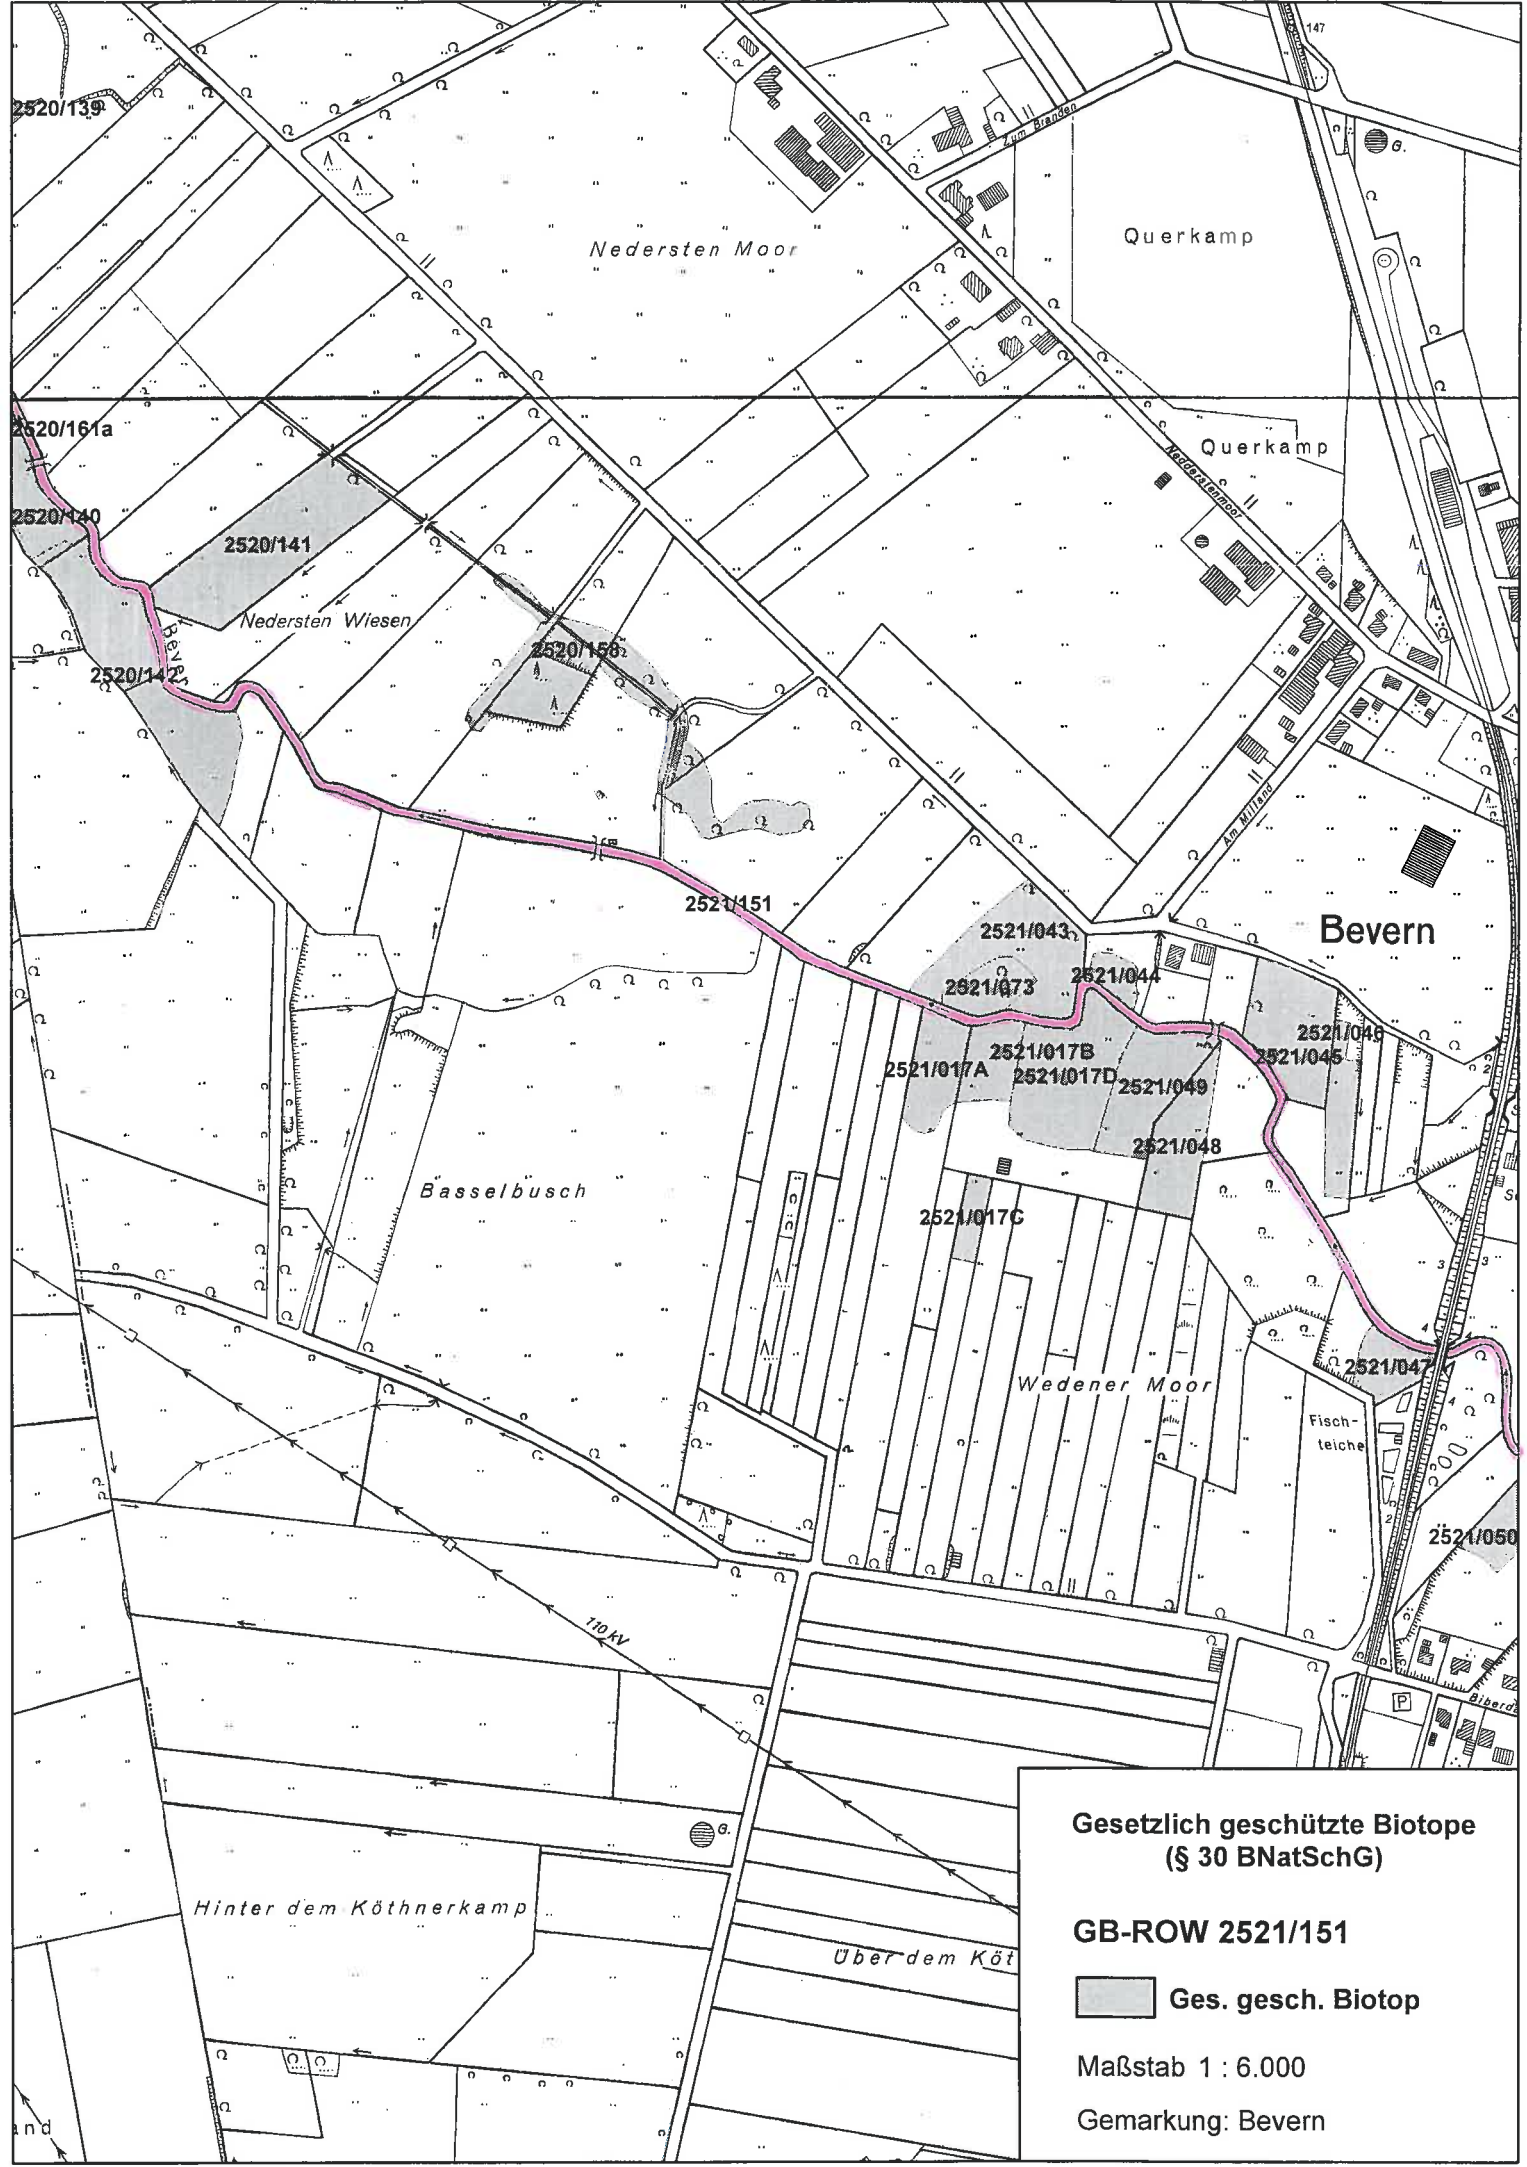 147
2520/139
Zum Branden
G.
Nedersten Moor
Querkamp
2520/161a
Querkamp
Nedderstenmoor
2520/140
2520/141
Nedersten Wiesen
Bever
2520/158
2520/142
Am Milland
2521/151
Bevern
2521/043
2521/044
2521/073
2521/046
2521/017B
2521/045
2521/017A
2521/017D
2521/049
2521/048
Basselbusch
2521/017C
2521/047
Wedener Moor
Fisch-
teiche
2521/050
110 kV
P
G.
Hinter dem Köthnerkamp
Über dem Köt
and
Gesetzlich geschützte Biotope
(§ 30 BNatSchG)
GB-ROW 2521/151
Ges. gesch. Biotop
Maßstab 1 : 6.000
Gemarkung: Bevern